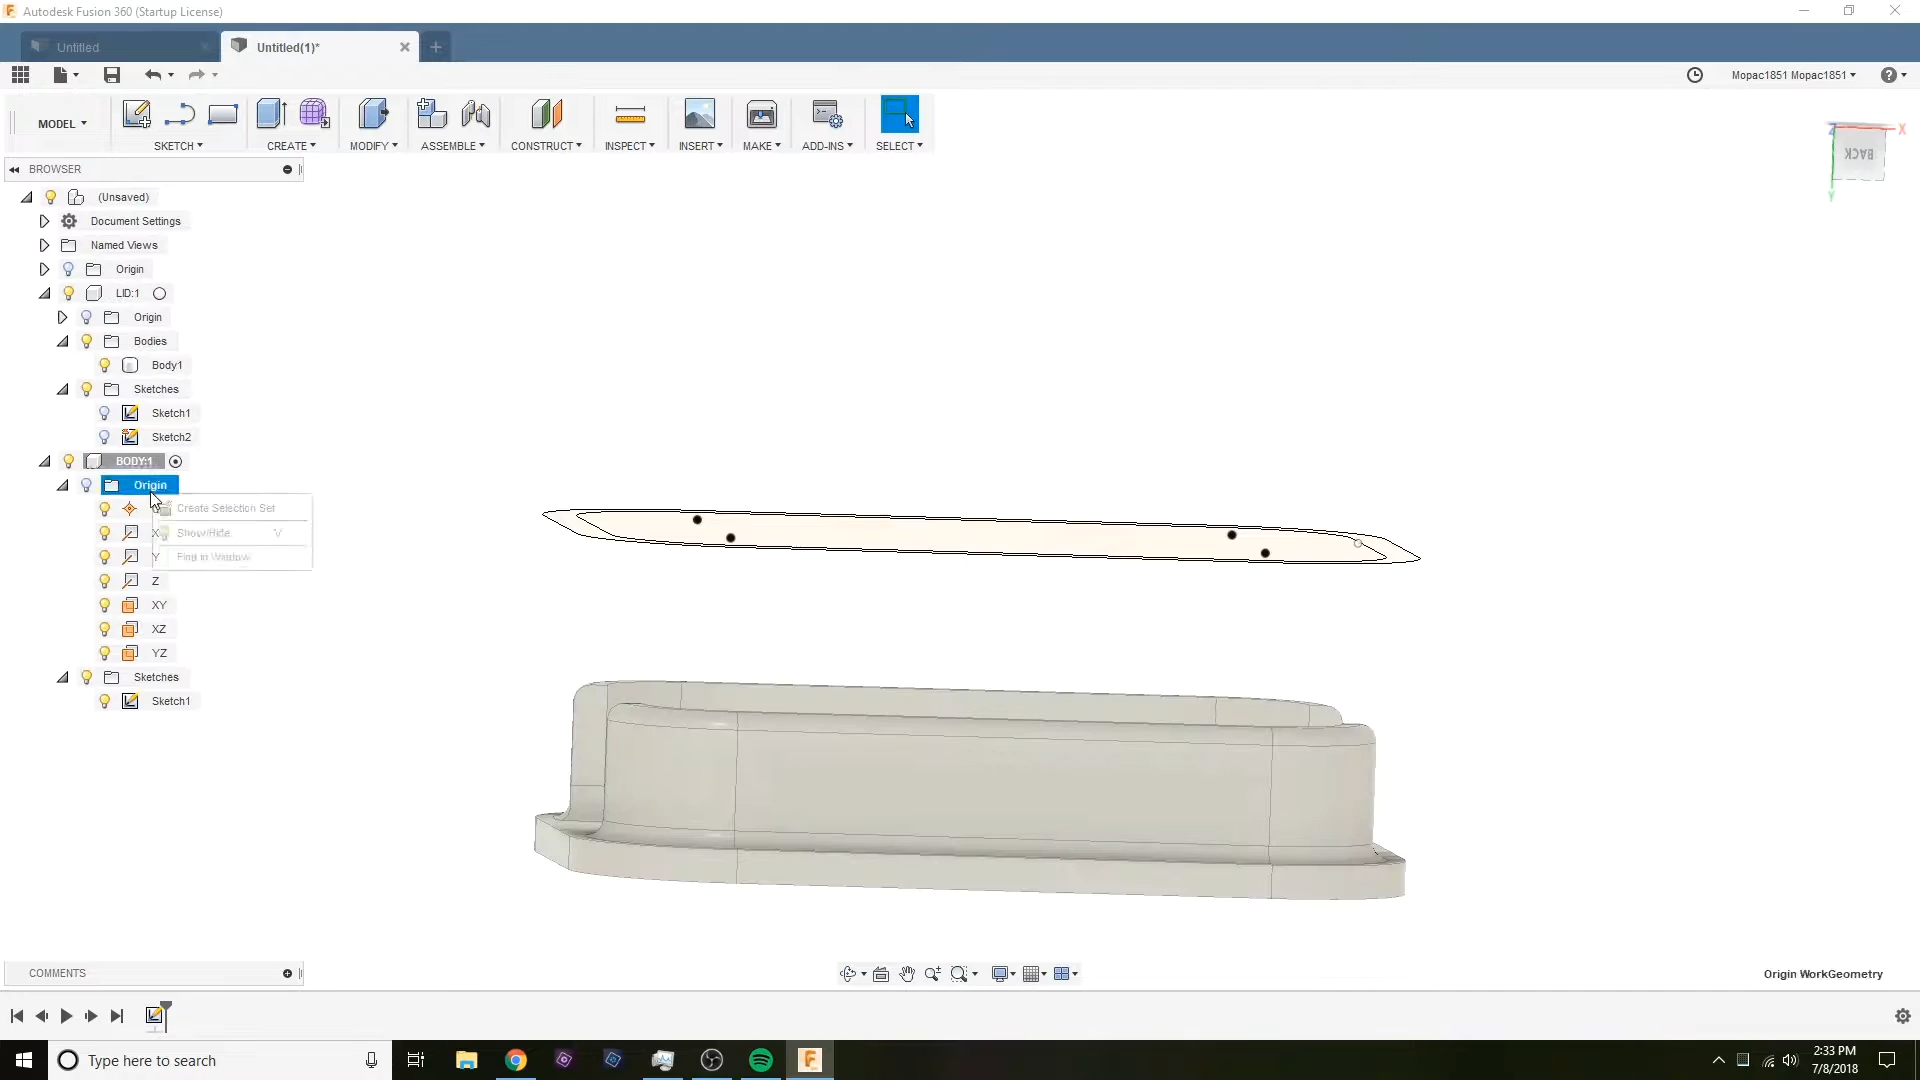 Autodesk Fusion 360 (Startup License)
Untitled
Untitled(1)*
Mopac1851 Mopac1851
MODEL
SKETCH
CREATE
MODIFY
ASSEMBLE
CONSTRUCT
INSPECT
INSERT
MAKE
ADD-INS
SELECT
BROWSER
(Unsaved)
Document Settings
Named Views
Origin
LID:1
Origin
Bodies
Body1
Sketches
Sketch1
Sketch2
BODY:1
Origin
Create Selection Set
X
Show/Hide V
Y
Find in Window
Z
XY
XZ
YZ
Sketches
Sketch1
Z
X
BACK
Y
COMMENTS
Origin WorkGeometry
Type here to search
2:33 PM
7/8/2018